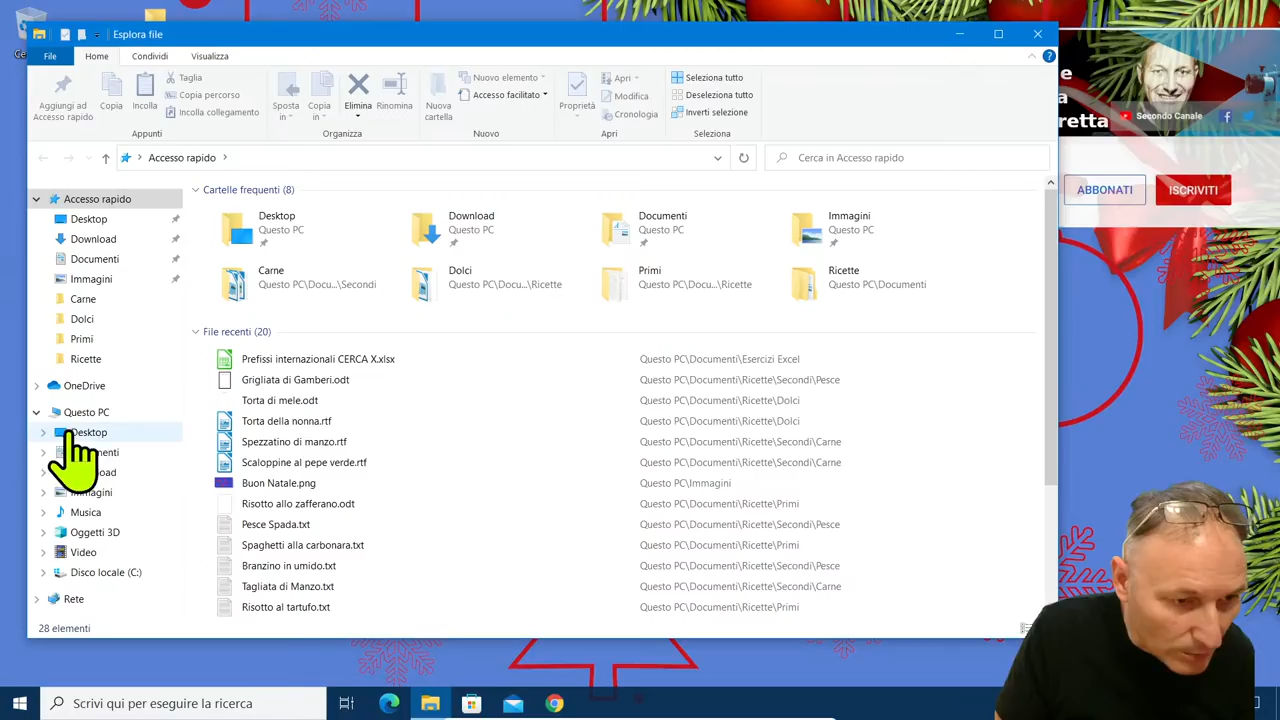 Esplora file
File
Home
Condividi
Visualizza
Aggiungi ad
Accesso rapido
Copia
Incolla
Taglia
Copia percorso
Incolla collegamento
Appunti
Sposta
in
Copia
in
Elimina
Rinomina
Organizza
Nuova
cartella
Nuovo elemento
Accesso facilitato
Nuovo
Proprietà
Apri
Modifica
Cronologia
Apri
Seleziona tutto
Deseleziona tutto
Inverti selezione
Selezione
Accesso rapido
Cerca in Accesso rapido
Accesso rapido
Desktop
Download
Documenti
Immagini
Carne
Dolci
Primi
Ricette
OneDrive
Questo PC
Desktop
Musica
Oggetti 3D
Video
Disco locale (C:)
Rete
Cartelle frequenti (8)
Desktop
Questo PC
Download
Questo PC
Documenti
Questo PC
Immagini
Questo PC
Carne
Questo PC\Docu...\Secondi
Dolci
Questo PC\Docu...\Ricette
Primi
Questo PC\Docu...\Ricette
Ricette
Questo PC\Documenti
File recenti (20)
Prefissi internazionali CERCA X.xlsx Questo PC\Documenti\Esercizi Excel
Grigliata di Gamberi.odt Questo PC\Documenti\Ricette\Secondi\Pesce
Torta di mele.odt Questo PC\Documenti\Ricette\Dolci
Torta della nonna.rtf Questo PC\Documenti\Ricette\Dolci
Spezzatino di manzo.rtf Questo PC\Documenti\Ricette\Secondi\Carne
Scaloppine al pepe verde.rtf Questo PC\Documenti\Ricette\Secondi\Carne
Buon Natale.png Questo PC\Immagini
Risotto allo zafferano.odt Questo PC\Documenti\Ricette\Primi
Pesce Spada.txt Questo PC\Documenti\Ricette\Secondi\Pesce
Spaghetti alla carbonara.txt Questo PC\Documenti\Ricette\Primi
Branzino in umido.txt Questo PC\Documenti\Ricette\Secondi\Pesce
Tagliata di Manzo.txt Questo PC\Documenti\Ricette\Secondi\Carne
Risotto al tartufo.txt Questo PC\Documenti\Ricette\Primi
28 elementi
Secondo Canale
ABBONATI
ISCRIVITI
Scrivi qui per eseguire la ricerca